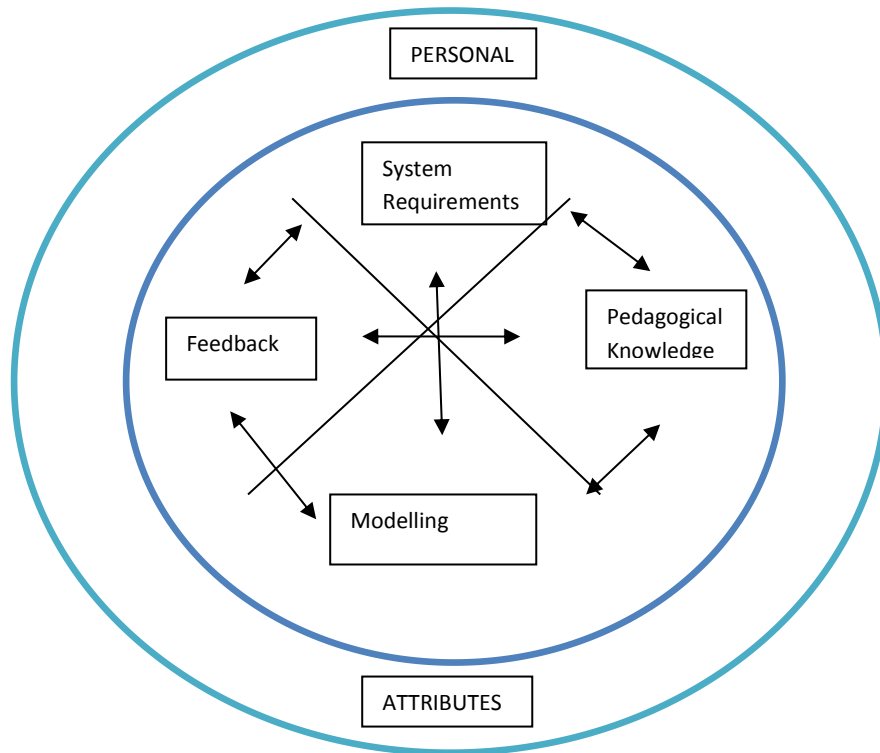 PERSONAL
System
Requirements
Feedback
Pedagogical
Knowledge
Modelling
ATTRIBUTES